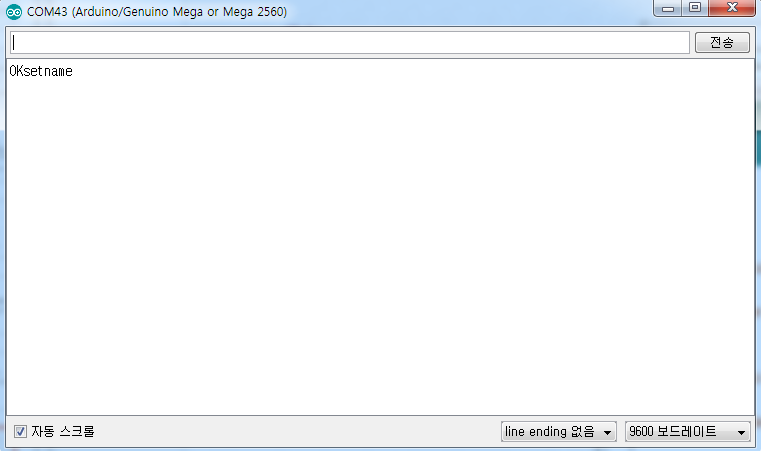 COM43 (Arduino/Genuino Mega or Mega 2560)
전송
OKsetname
자동 스크롤
line ending 없음
9600 보드레이트